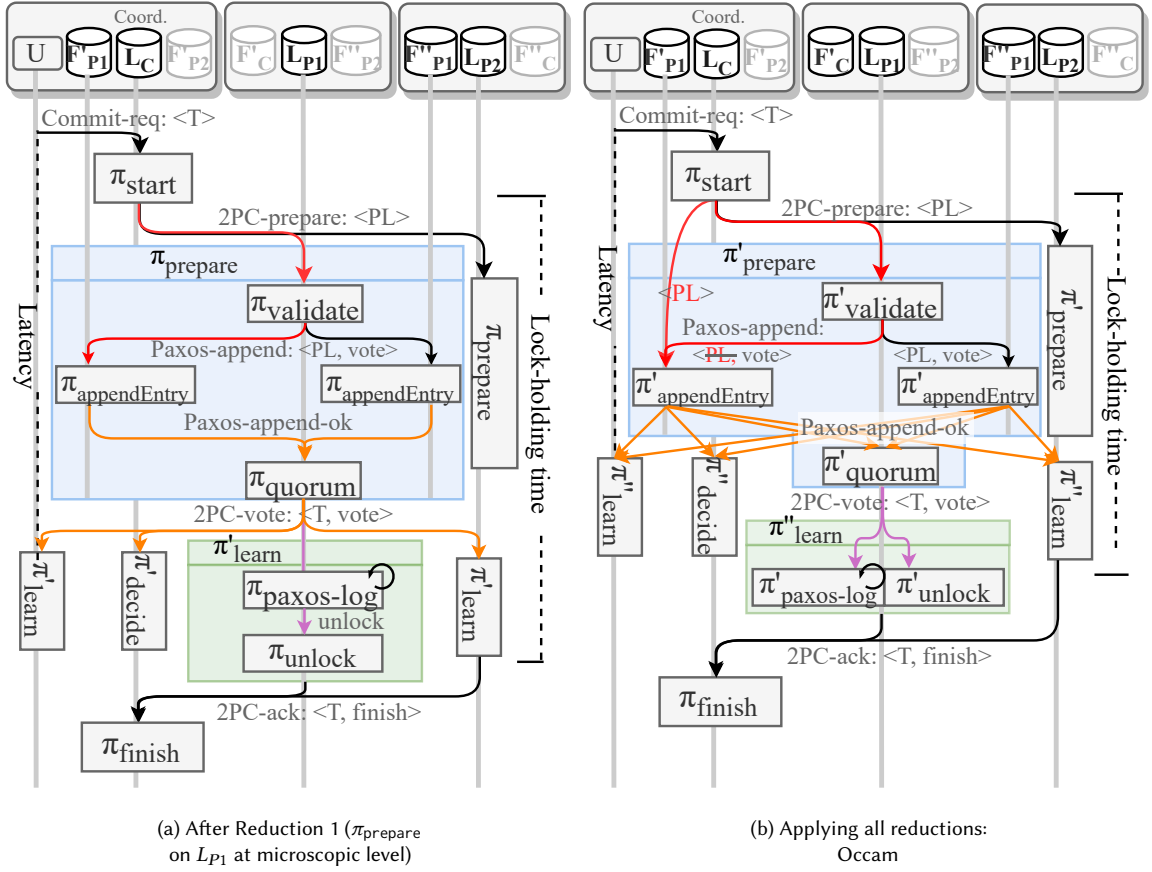 Coord.
U F'P1 LC F'P2 F'C LP1 F''P2 F''P1 LP2 F''C
Commit-req: <T>
πstart
2PC-prepare: <PL>
πprepare
πvalidate
πprepare
Latency
Lock-holding time
Paxos-append: <PL, vote>
πappendEntry
πappendEntry
Paxos-append-ok
πquorum
2PC-vote: <T, vote>
π'learn
π'learn
π'decide
πpaxos-log
π'learn
unlock
πunlock
2PC-ack: <T, finish>
πfinish
(a) After Reduction 1 (πprepare
on LP1 at microscopic level)
Coord.
U F'P1 LC F'P2 F'C LP1 F''P2 F''P1 LP2 F''C
Commit-req: <T>
πstart
2PC-prepare: <PL>
π'prepare
<PL>
π'validate
π'prepare
Latency
Lock-holding time
Paxos-append:
<PL, vote>
<PL, vote>
π'appendEntry
π'appendEntry
Paxos-append-ok
π''learn
π''decide
π'quorum
π''learn
2PC-vote: <T, vote>
π''learn
π'paxos-log
π'unlock
2PC-ack: <T, finish>
πfinish
(b) Applying all reductions:
Occam